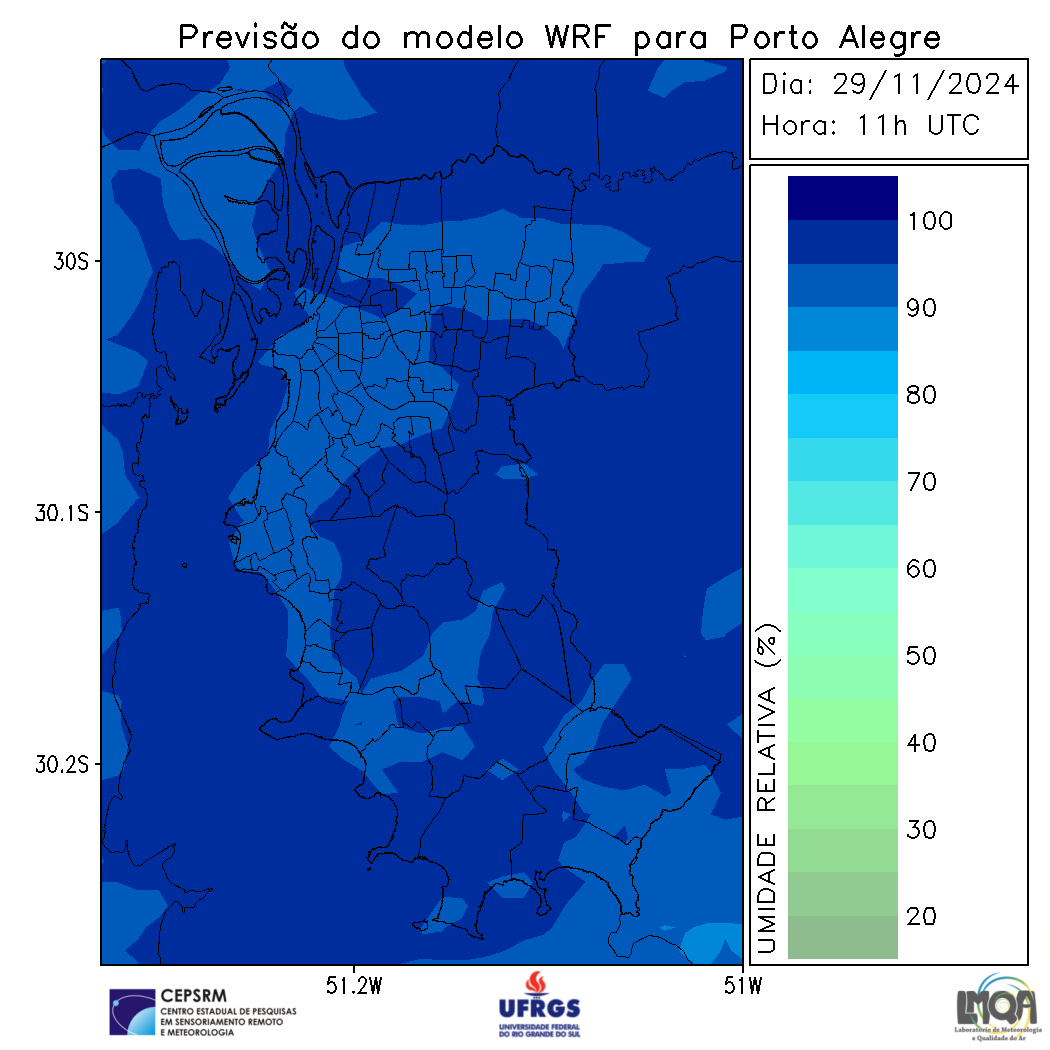 Previsão do modelo WRF para Porto Alegre
Dia: 29/11/2024
Hora: 11h UTC
30S
30.1S
30.2S
51.2W
51W
UMIDADE RELATIVA (%)
100
90
80
70
60
50
40
30
20
CEPSRM
CENTRO ESTADUAL DE PESQUISAS
EM SENSORIAMENTO REMOTO
E METEOROLOGIA
UFRGS
UNIVERSIDADE FEDERAL
DO RIO GRANDE DO SUL
LMQA
Laboratório de Meteorologia
e Qualidade do Ar